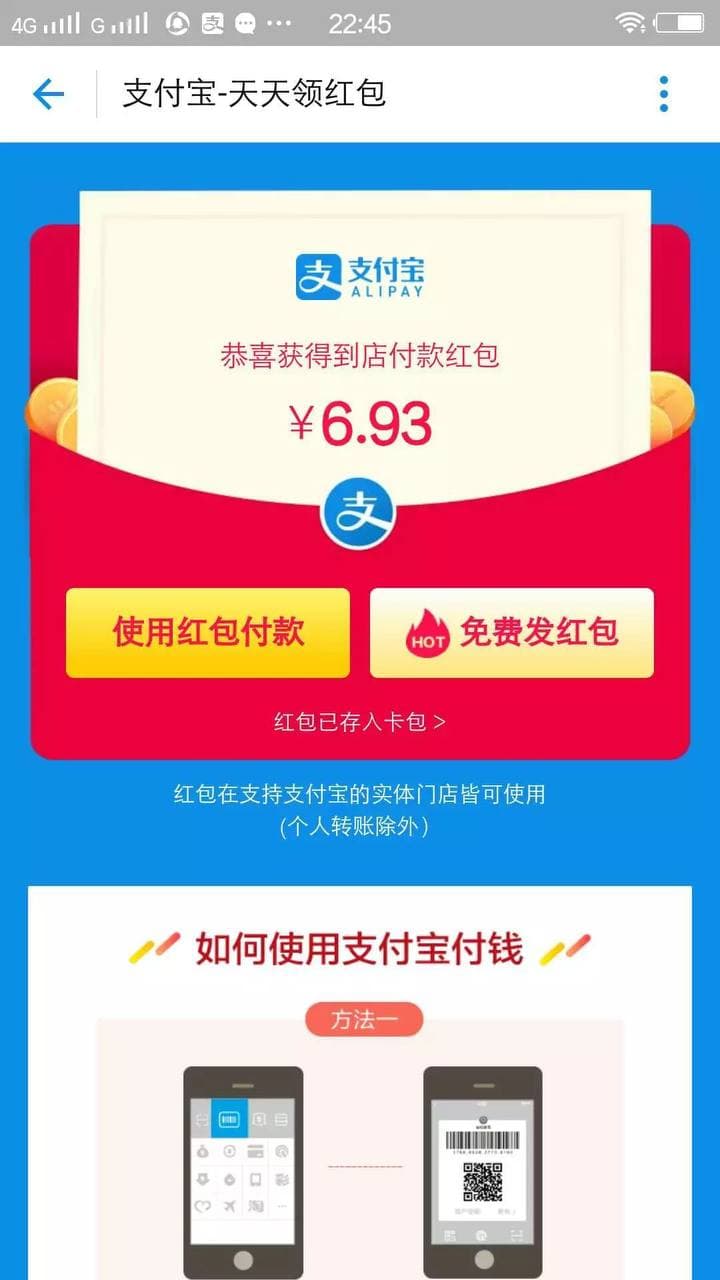 4G G 22:45
支付宝-天天领红包
支 支付宝
ALIPAY
恭喜获得到店付款红包
¥6.93
支
使用红包付款
HOT 免费发红包
红包已存入卡包 >
红包在支持支付宝的实体门店皆可使用
(个人转账除外)
如何使用支付宝付钱
方法一